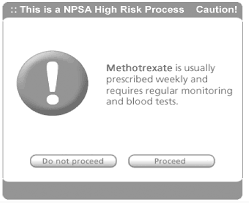 :: This is a NPSA High Risk Process Caution!
Methotrexate is usually
prescribed weekly and
requires regular monitoring
and blood tests.
Do not proceed Proceed